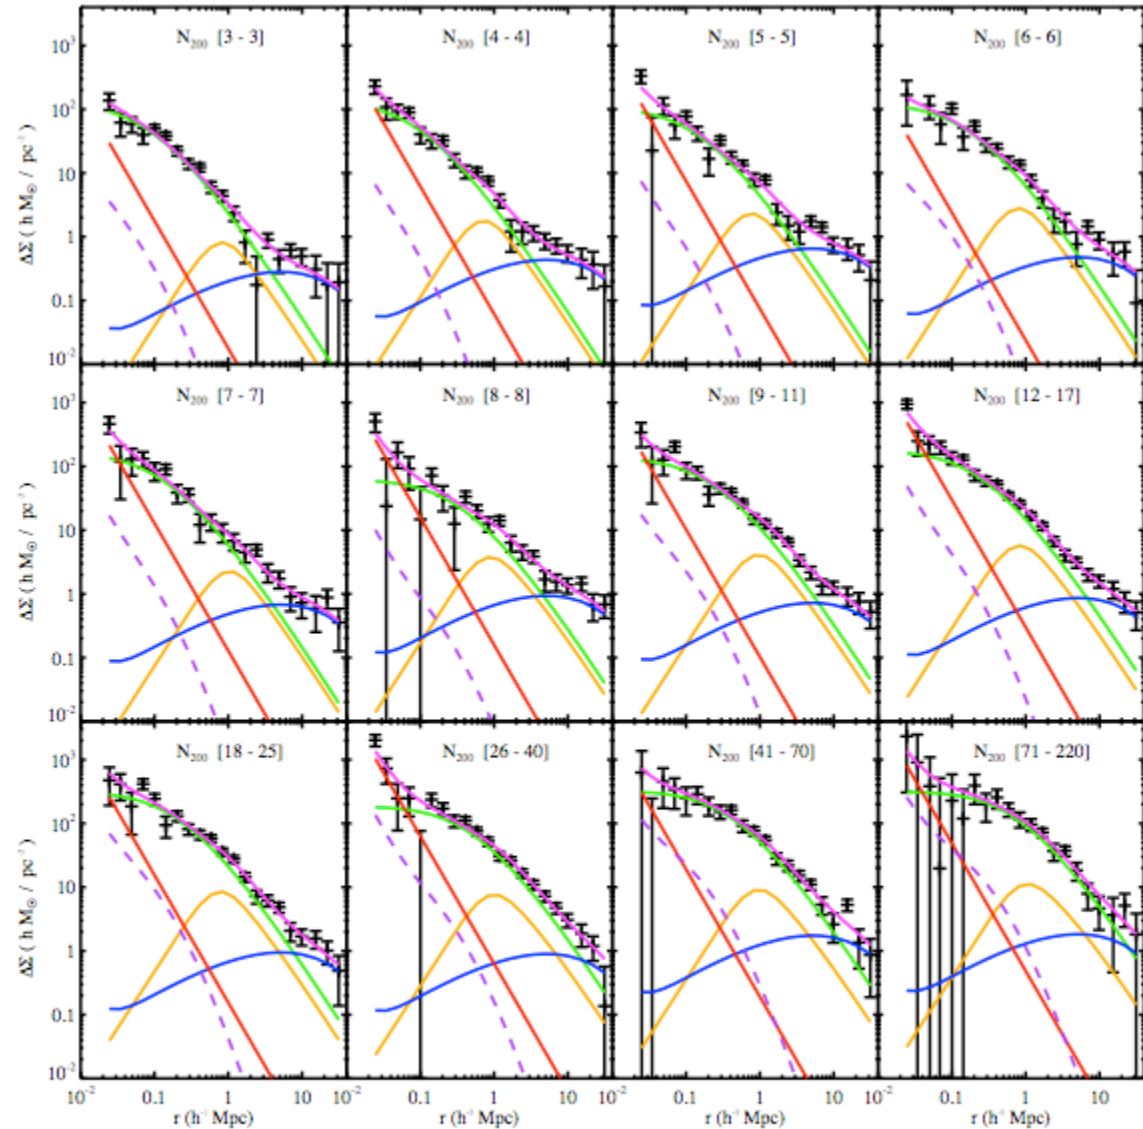 N₂₀₀ [3 - 3] N₂₀₀ [4 - 4] N₂₀₀ [5 - 5] N₂₀₀ [6 - 6]
10³
10²
10
1
0.1
10⁻²
ΔΣ ( h M⊙ / pc⁻² )
N₂₀₀ [7 - 7] N₂₀₀ [8 - 8] N₂₀₀ [9 - 11] N₂₀₀ [12 - 17]
10³
10²
10
1
0.1
10⁻²
ΔΣ ( h M⊙ / pc⁻² )
N₂₀₀ [18 - 25] N₂₀₀ [26 - 40] N₂₀₀ [41 - 70] N₂₀₀ [71 - 220]
10³
10²
10
1
0.1
10⁻²
ΔΣ ( h M⊙ / pc⁻² )
10⁻² 0.1 1 10 10⁻² 0.1 1 10 10⁻² 0.1 1 10 10⁻² 0.1 1 10
r (h⁻¹ Mpc) r (h⁻¹ Mpc) r (h⁻¹ Mpc) r (h⁻¹ Mpc)